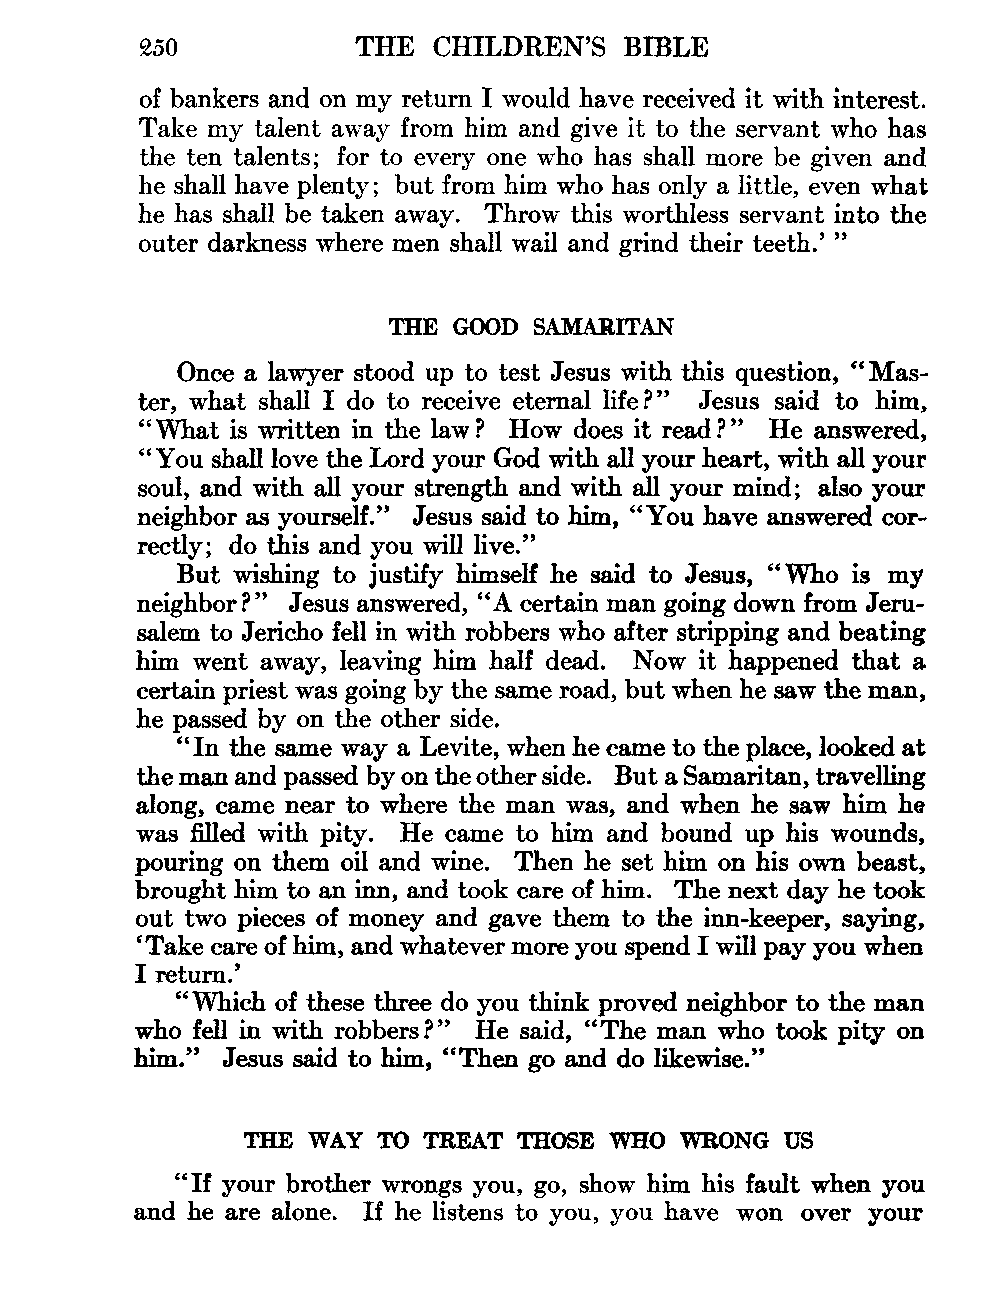 250 THE CHILDREN'S BIBLE
of bankers and on my return I would have received it with interest.
Take my talent away from him and give it to the servant who has
the ten talents; for to every one who has shall more be given and
he shall have plenty; but from him who has only a little, even what
he has shall be taken away. Throw this worthless servant into the
outer darkness where men shall wail and grind their teeth.' "
THE GOOD SAMARITAN
Once a lawyer stood up to test Jesus with this question, "Mas-
ter, what shall I do to receive eternal life?" Jesus said to him,
"What is written in the law? How does it read?" He answered,
"You shall love the Lord your God with all your heart, with all your
soul, and with all your strength and with all your mind; also your
neighbor as yourself." Jesus said to him, "You have answered cor-
rectly; do this and you will live."
But wishing to justify himself he said to Jesus, "Who is my
neighbor?" Jesus answered, "A certain man going down from Jeru-
salem to Jericho fell in with robbers who after stripping and beating
him went away, leaving him half dead. Now it happened that a
certain priest was going by the same road, but when he saw the man,
he passed by on the other side.
"In the same way a Levite, when he came to the place, looked at
the man and passed by on the other side. But a Samaritan, travelling
along, came near to where the man was, and when he saw him he
was filled with pity. He came to him and bound up his wounds,
pouring on them oil and wine. Then he set him on his own beast,
brought him to an inn, and took care of him. The next day he took
out two pieces of money and gave them to the inn-keeper, saying,
'Take care of him, and whatever more you spend I will pay you when
I return.'
"Which of these three do you think proved neighbor to the man
who fell in with robbers?" He said, "The man who took pity on
him." Jesus said to him, "Then go and do likewise."
THE WAY TO TREAT THOSE WHO WRONG US
"If your brother wrongs you, go, show him his fault when you
and he are alone. If he listens to you, you have won over your